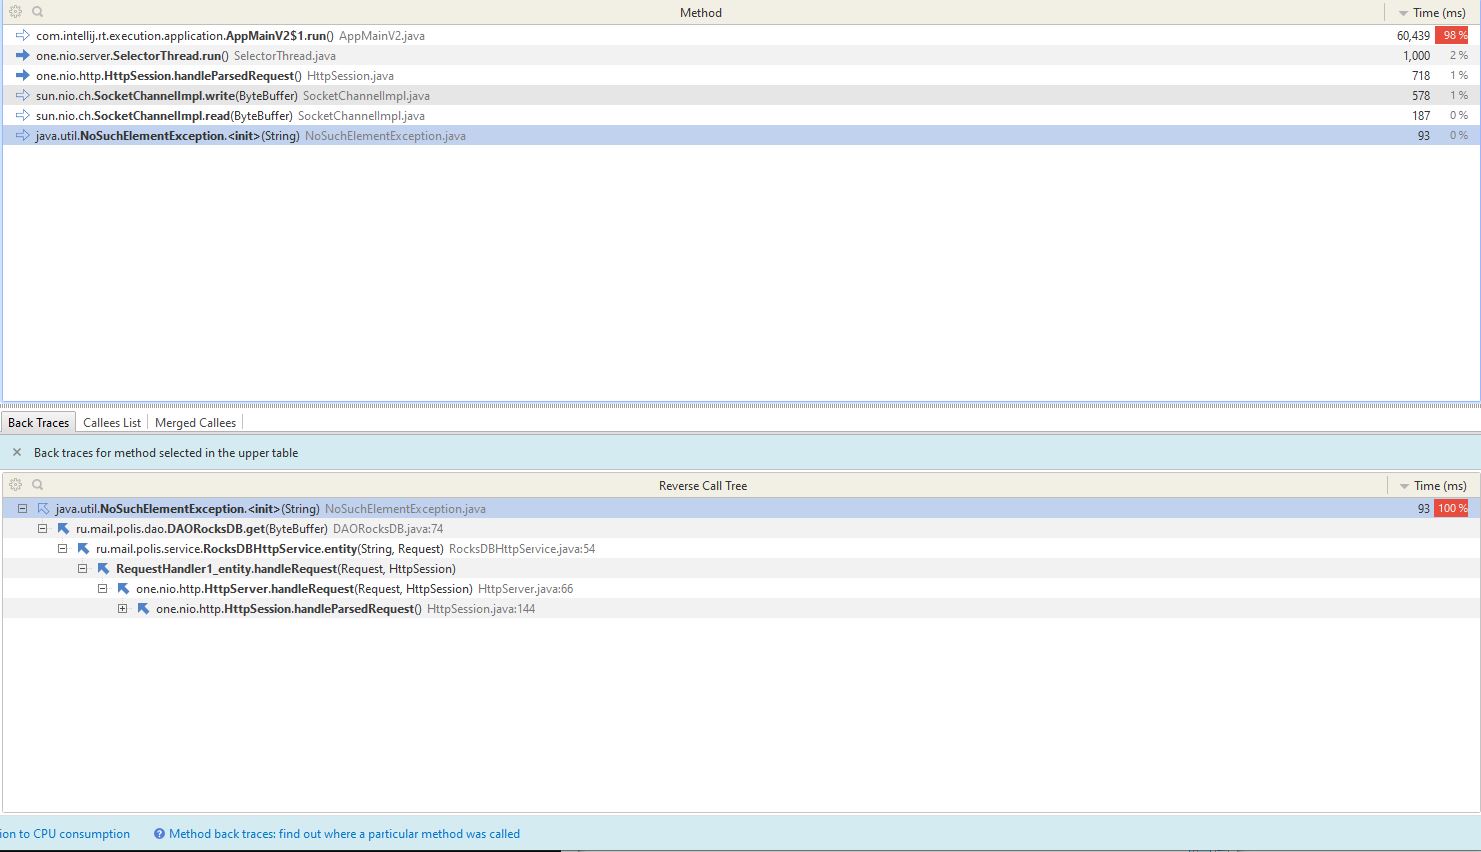 Method Time (ms)
com.intellij.rt.execution.application.AppMainV2$1.run() AppMainV2.java 60,439 98 %
one.nio.server.SelectorThread.run() SelectorThread.java 1,000 2 %
one.nio.http.HttpSession.handleParsedRequest() HttpSession.java 718 1 %
sun.nio.ch.SocketChannelImpl.write(ByteBuffer) SocketChannelImpl.java 578 1 %
sun.nio.ch.SocketChannelImpl.read(ByteBuffer) SocketChannelImpl.java 187 0 %
java.util.NoSuchElementException.<init>(String) NoSuchElementException.java 93 0 %
Back Traces Callees List Merged Callees
Back traces for method selected in the upper table
Reverse Call Tree Time (ms)
java.util.NoSuchElementException.<init>(String) NoSuchElementException.java 93 100 %
ru.mail.polis.dao.DAORocksDB.get(ByteBuffer) DAORocksDB.java:74
ru.mail.polis.service.RocksDBHttpService.entity(String, Request) RocksDBHttpService.java:54
RequestHandler1_entity.handleRequest(Request, HttpSession)
one.nio.http.HttpServer.handleRequest(Request, HttpSession) HttpServer.java:66
one.nio.http.HttpSession.handleParsedRequest() HttpSession.java:144
ion to CPU consumption Method back traces: find out where a particular method was called